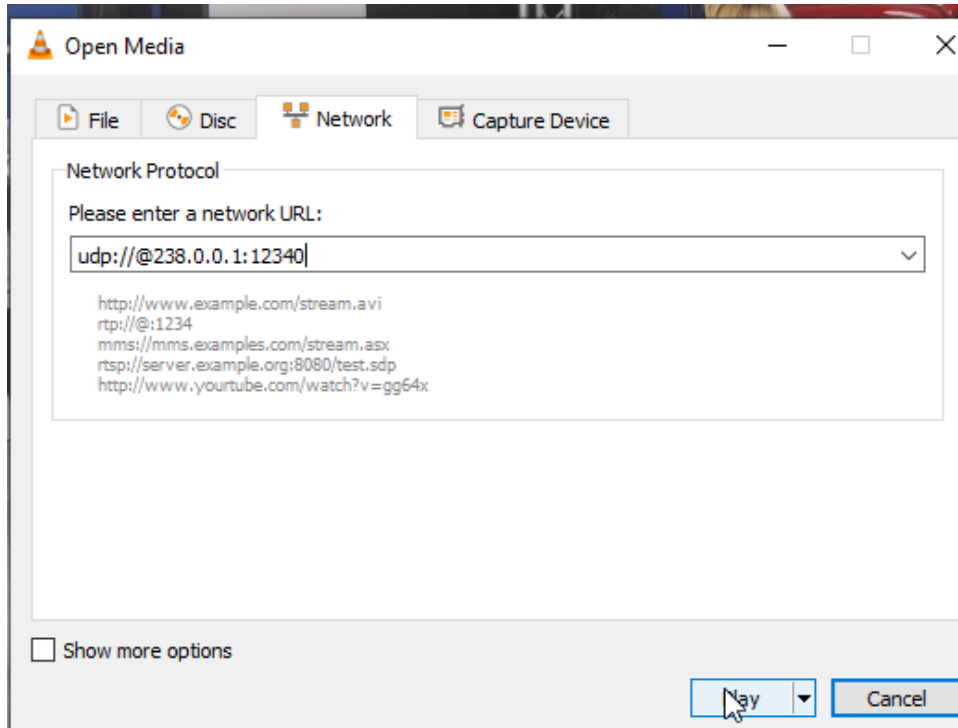 Open Media
File Disc Network Capture Device
Network Protocol
Please enter a network URL:
udp://@238.0.0.1:12340
http://www.example.com/stream.avi
rtp://@:1234
mms://mms.examples.com/stream.asx
rtsp://server.example.org:8080/test.sdp
http://www.yourtube.com/watch?v=gg64x
Show more options
Play Cancel